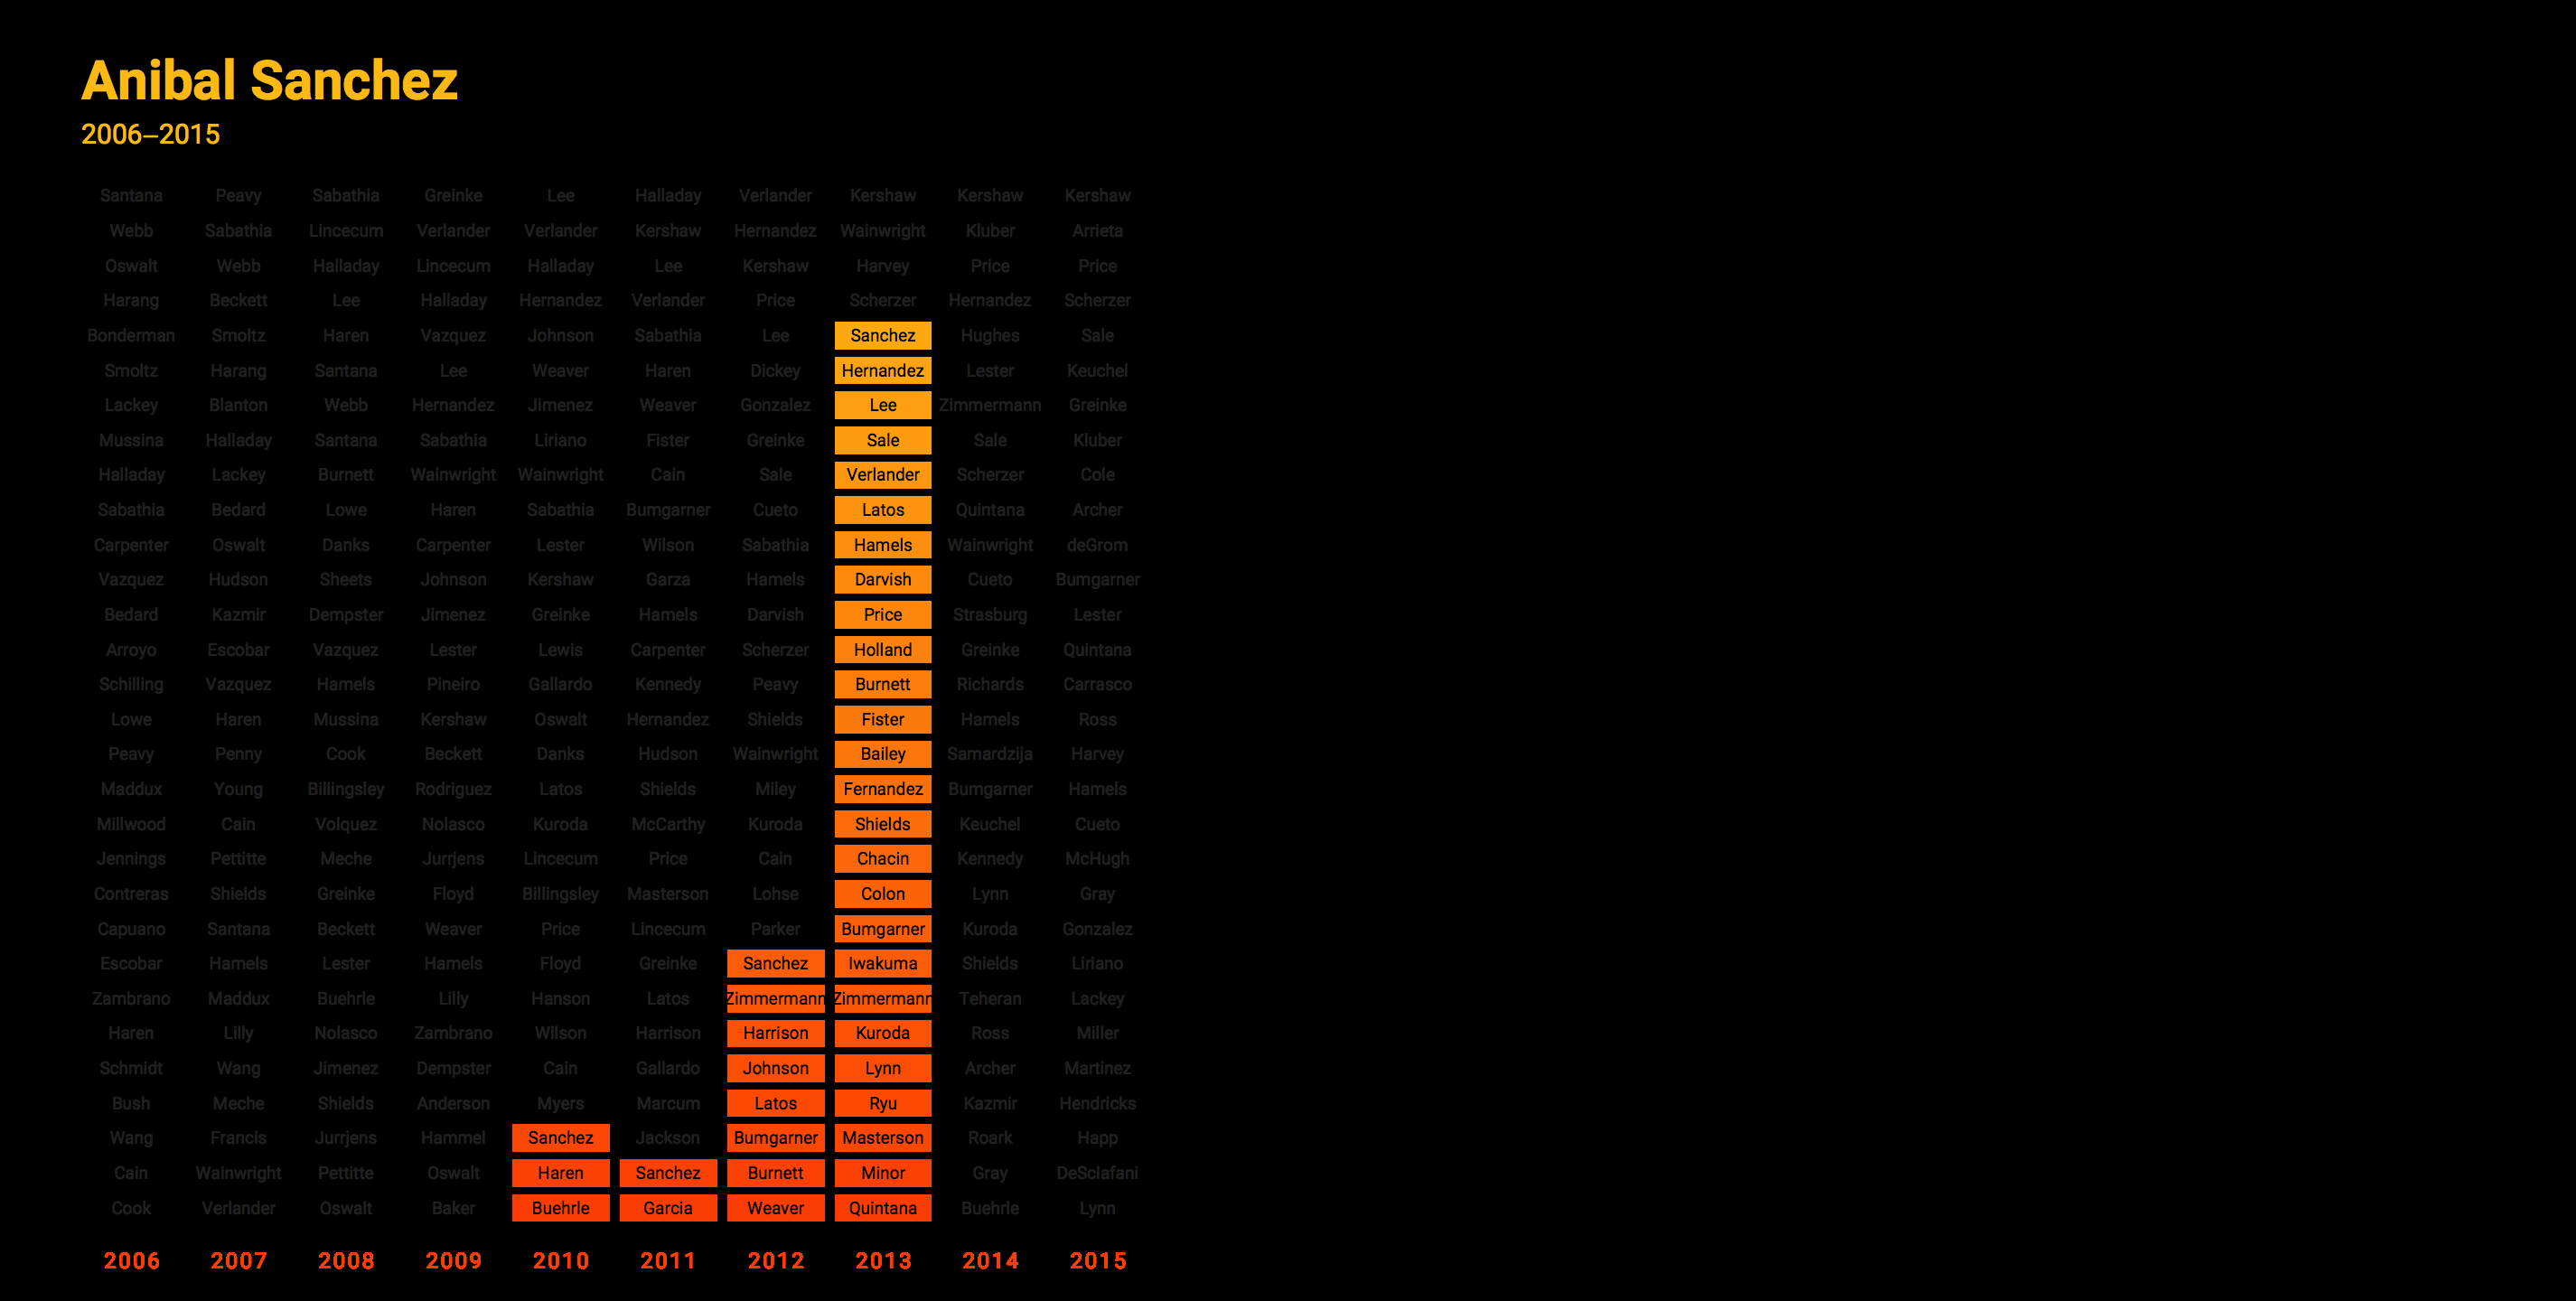 Anibal Sanchez
2006–2015
Santana Peavy Sabathia Greinke Lee Halladay Verlander Kershaw Kershaw Kershaw
Webb Sabathia Lincecum Verlander Verlander Kershaw Hernandez Wainwright Kluber Arrieta
Oswalt Webb Halladay Lincecum Halladay Lee Kershaw Harvey Price Price
Harang Beckett Lee Halladay Hernandez Verlander Price Scherzer Hernandez Scherzer
Bonderman Smoltz Haren Vazquez Johnson Sabathia Lee Sanchez Hughes Sale
Smoltz Harang Santana Lee Weaver Haren Dickey Hernandez Lester Keuchel
Lackey Blanton Webb Hernandez Jimenez Weaver Gonzalez Lee Zimmermann Greinke
Mussina Halladay Santana Sabathia Liriano Fister Greinke Sale Sale Kluber
Halladay Lackey Burnett Wainwright Wainwright Cain Sale Verlander Scherzer Cole
Sabathia Bedard Lowe Haren Sabathia Bumgarner Cueto Latos Quintana Archer
Carpenter Oswalt Danks Carpenter Lester Wilson Sabathia Hamels Wainwright deGrom
Vazquez Hudson Sheets Johnson Kershaw Garza Hamels Darvish Cueto Bumgarner
Bedard Kazmir Dempster Jimenez Greinke Hamels Darvish Price Strasburg Lester
Arroyo Escobar Vazquez Lester Lewis Carpenter Scherzer Holland Greinke Quintana
Schilling Vazquez Hamels Pineiro Gallardo Kennedy Peavy Burnett Richards Carrasco
Lowe Haren Mussina Kershaw Oswalt Hernandez Shields Fister Hamels Ross
Peavy Penny Cook Beckett Danks Hudson Wainwright Bailey Samardzija Harvey
Maddux Young Billingsley Rodriguez Latos Shields Miley Fernandez Bumgarner Hamels
Millwood Cain Volquez Nolasco Kuroda McCarthy Kuroda Shields Keuchel Cueto
Jennings Pettitte Meche Jurrjens Lincecum Price Cain Chacin Kennedy McHugh
Contreras Shields Greinke Floyd Billingsley Masterson Lohse Colon Lynn Gray
Capuano Santana Beckett Weaver Price Lincecum Parker Bumgarner Kuroda Gonzalez
Escobar Hamels Lester Hamels Floyd Greinke Sanchez Iwakuma Shields Liriano
Zambrano Maddux Buehrle Lilly Hanson Latos Zimmermann Zimmermann Teheran Lackey
Haren Lilly Nolasco Zambrano Wilson Harrison Harrison Kuroda Ross Miller
Schmidt Wang Jimenez Dempster Cain Gallardo Johnson Lynn Archer Martinez
Bush Meche Shields Anderson Myers Marcum Latos Ryu Kazmir Hendricks
Wang Francis Jurrjens Hammel Sanchez Jackson Bumgarner Masterson Roark Happ
Cain Wainwright Pettitte Oswalt Haren Sanchez Burnett Minor Gray DeSclafani
Cook Verlander Oswalt Baker Buehrle Garcia Weaver Quintana Buehrle Lynn
2006 2007 2008 2009 2010 2011 2012 2013 2014 2015